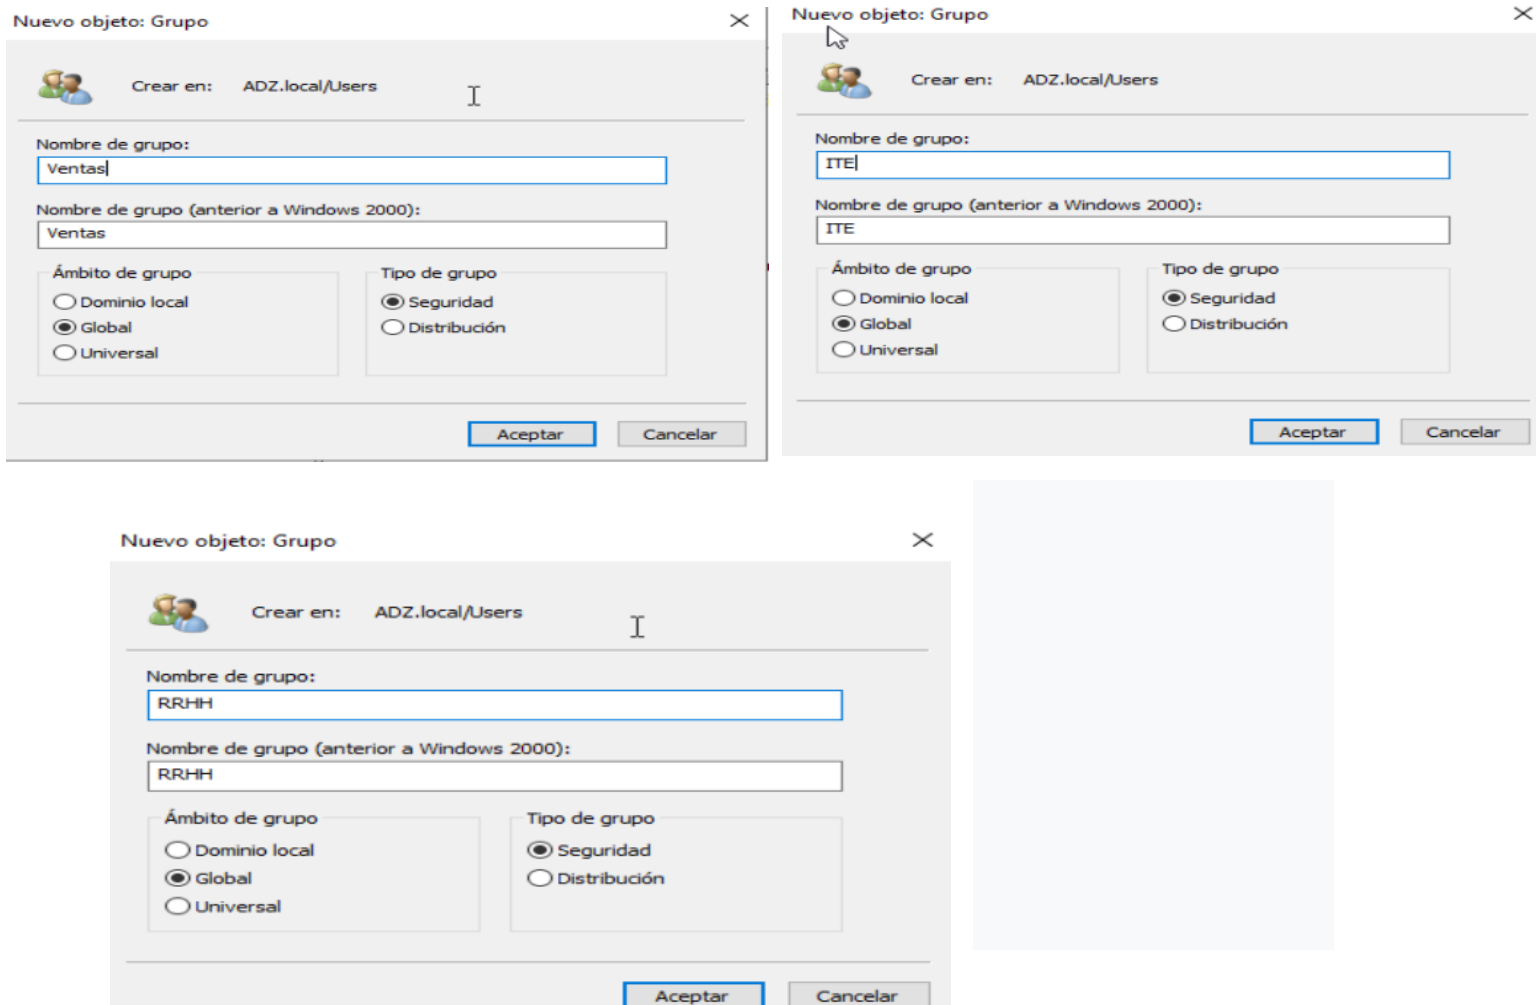 Nuevo objeto: Grupo
Crear en: ADZ.local/Users
Nombre de grupo:
Ventas
Nombre de grupo (anterior a Windows 2000):
Ventas
Ámbito de grupo
Dominio local
Global
Universal
Tipo de grupo
Seguridad
Distribución
Aceptar
Cancelar
Nuevo objeto: Grupo
Crear en: ADZ.local/Users
Nombre de grupo:
ITE
Nombre de grupo (anterior a Windows 2000):
ITE
Ámbito de grupo
Dominio local
Global
Universal
Tipo de grupo
Seguridad
Distribución
Aceptar
Cancelar
Nuevo objeto: Grupo
Crear en: ADZ.local/Users
Nombre de grupo:
RRHH
Nombre de grupo (anterior a Windows 2000):
RRHH
Ámbito de grupo
Dominio local
Global
Universal
Tipo de grupo
Seguridad
Distribución
Aceptar
Cancelar